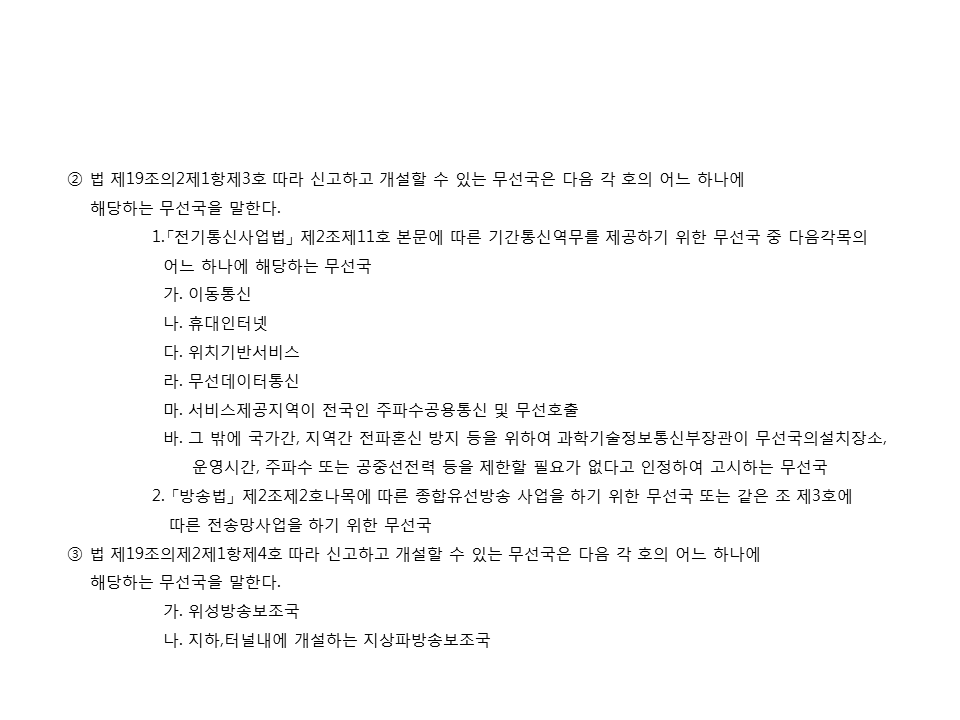 ② 법 제19조의2제1항제3호 따라 신고하고 개설할 수 있는 무선국은 다음 각 호의 어느 하나에
해당하는 무선국을 말한다.
1.「전기통신사업법」 제2조제11호 본문에 따른 기간통신역무를 제공하기 위한 무선국 중 다음각목의
어느 하나에 해당하는 무선국
가. 이동통신
나. 휴대인터넷
다. 위치기반서비스
라. 무선데이터통신
마. 서비스제공지역이 전국인 주파수공용통신 및 무선호출
바. 그 밖에 국가간, 지역간 전파혼신 방지 등을 위하여 과학기술정보통신부장관이 무선국의설치장소,
운영시간, 주파수 또는 공중선전력 등을 제한할 필요가 없다고 인정하여 고시하는 무선국
2. 「방송법」 제2조제2호나목에 따른 종합유선방송 사업을 하기 위한 무선국 또는 같은 조 제3호에
따른 전송망사업을 하기 위한 무선국
③ 법 제19조의제2제1항제4호 따라 신고하고 개설할 수 있는 무선국은 다음 각 호의 어느 하나에
해당하는 무선국을 말한다.
가. 위성방송보조국
나. 지하,터널내에 개설하는 지상파방송보조국